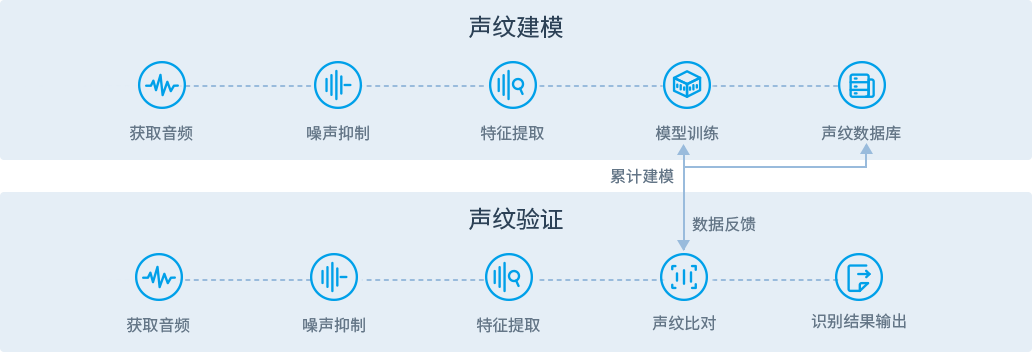 声纹建模
获取音频
噪声抑制
特征提取
模型训练
声纹数据库
累计建模
声纹验证
数据反馈
获取音频
噪声抑制
特征提取
声纹比对
识别结果输出